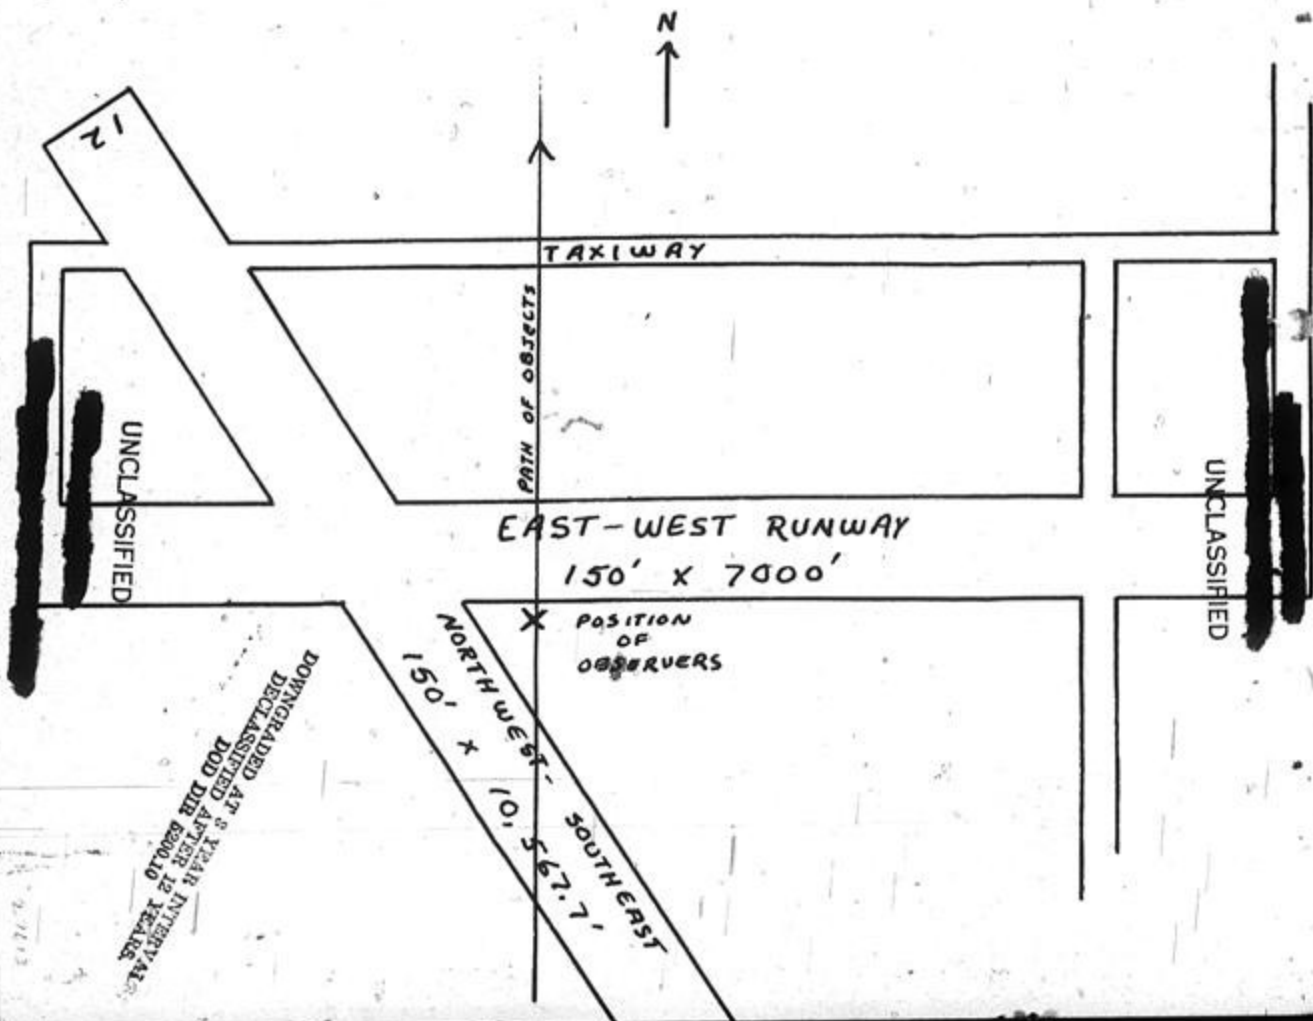 N
12
TAXIWAY
PATH OF OBJECTS
UNCLASSIFIED
UNCLASSIFIED
EAST-WEST RUNWAY
150' X 7000'
X POSITION
OF
OBSERVERS
NORTHWEST - SOUTHEAST
150' x 10,567.7'
DOWNGRADED AT 3 YEAR INTERVALS
DECLASSIFIED AFTER 12 YEARS.
DOD DIR 5200.10